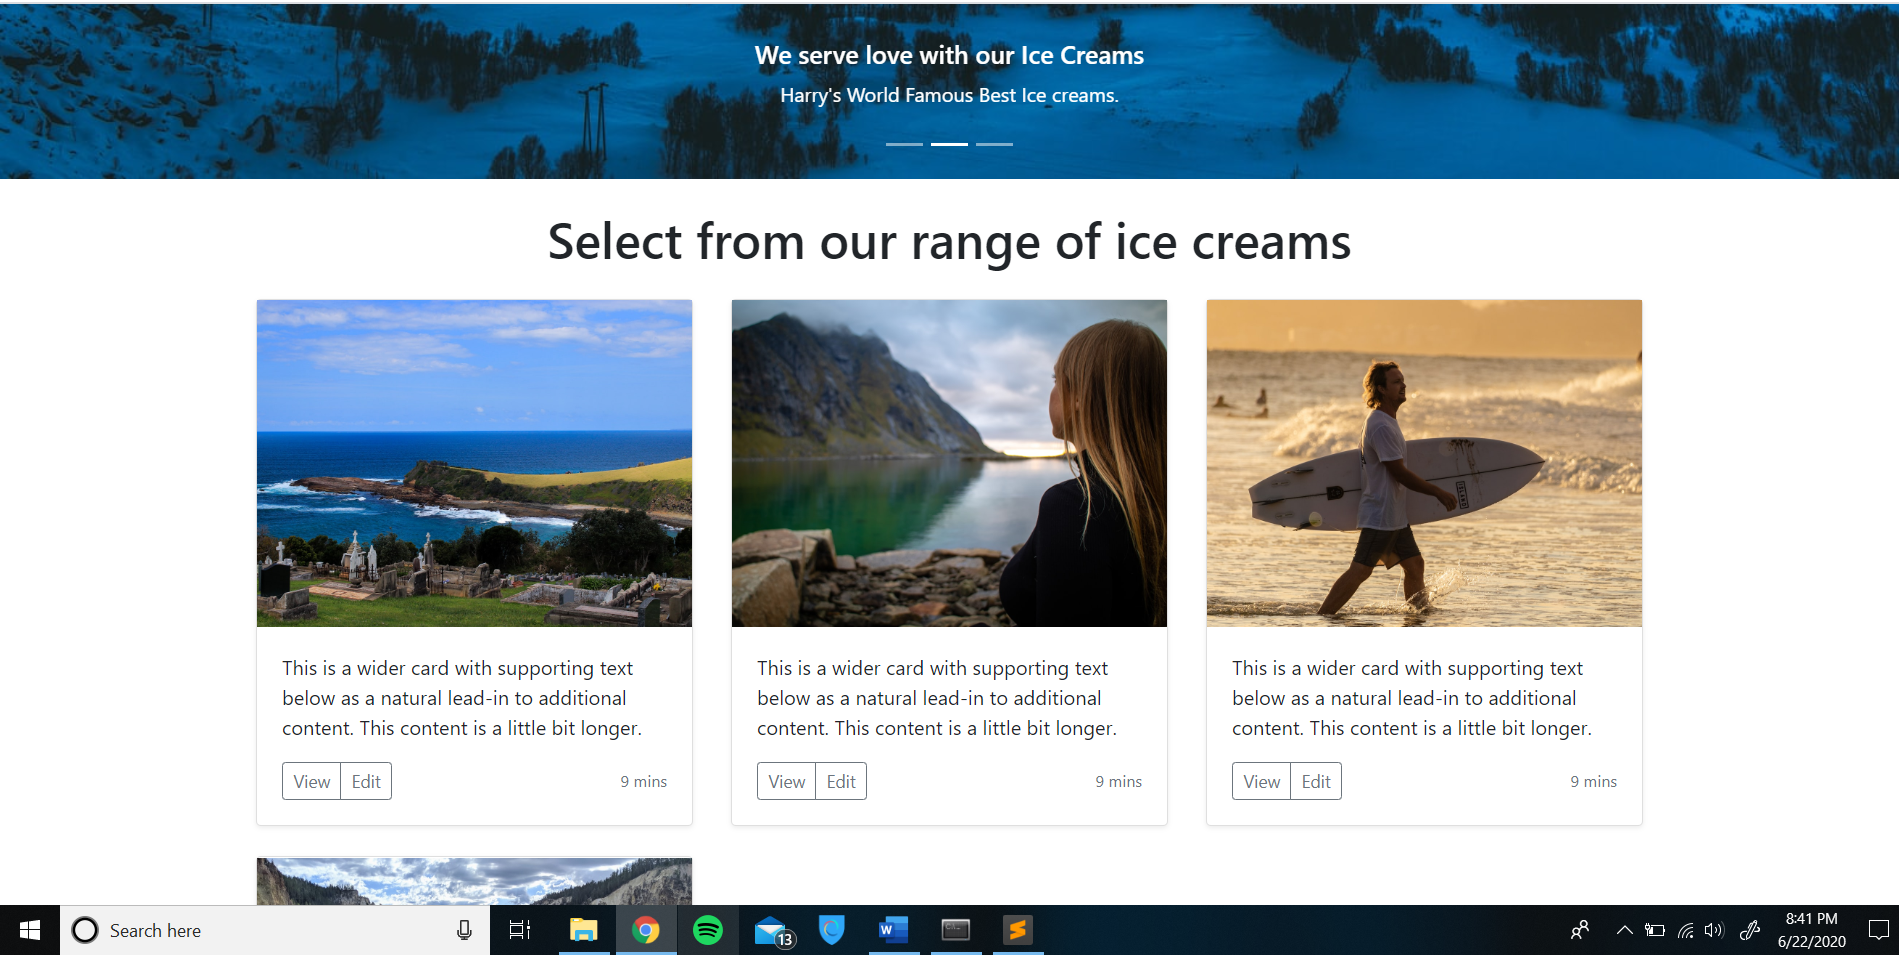 We serve love with our Ice Creams
Harry's World Famous Best Ice creams.
Select from our range of ice creams
This is a wider card with supporting text
below as a natural lead-in to additional
content. This content is a little bit longer.
View Edit 9 mins
This is a wider card with supporting text
below as a natural lead-in to additional
content. This content is a little bit longer.
View Edit 9 mins
This is a wider card with supporting text
below as a natural lead-in to additional
content. This content is a little bit longer.
View Edit 9 mins
Search here
13
W
8:41 PM
6/22/2020